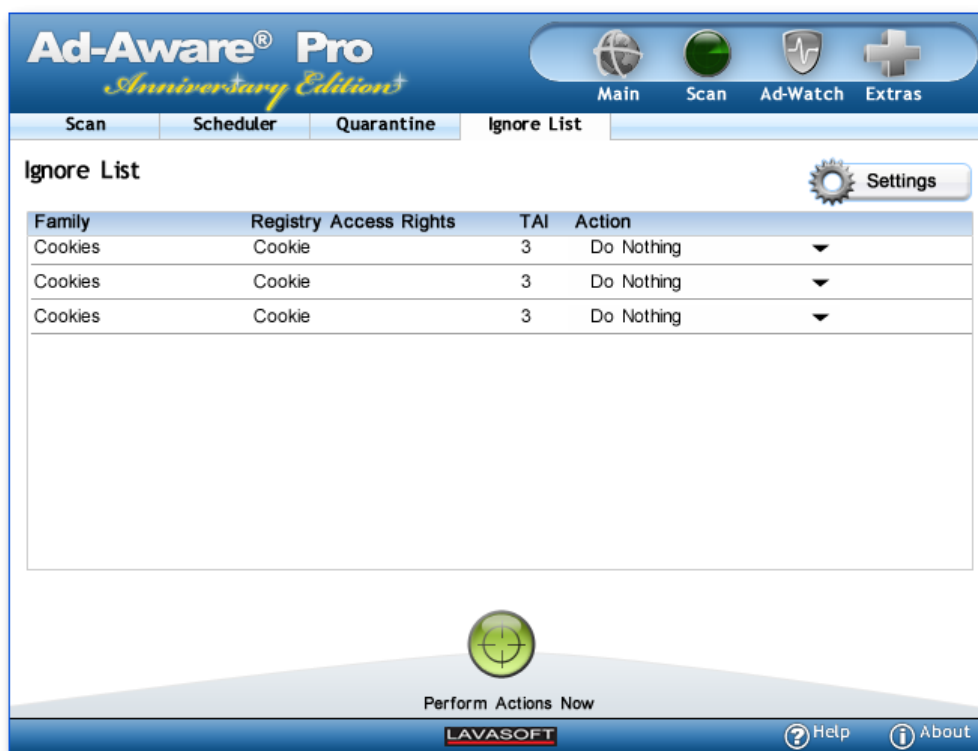 Ad-Aware® Pro
Anniversary Edition
Main Scan Ad-Watch Extras
Scan Scheduler Quarantine Ignore List
Ignore List
Settings
Family Registry Access Rights TAI Action
Cookies Cookie 3 Do Nothing
Cookies Cookie 3 Do Nothing
Cookies Cookie 3 Do Nothing
Perform Actions Now
LAVASOFT
Help About